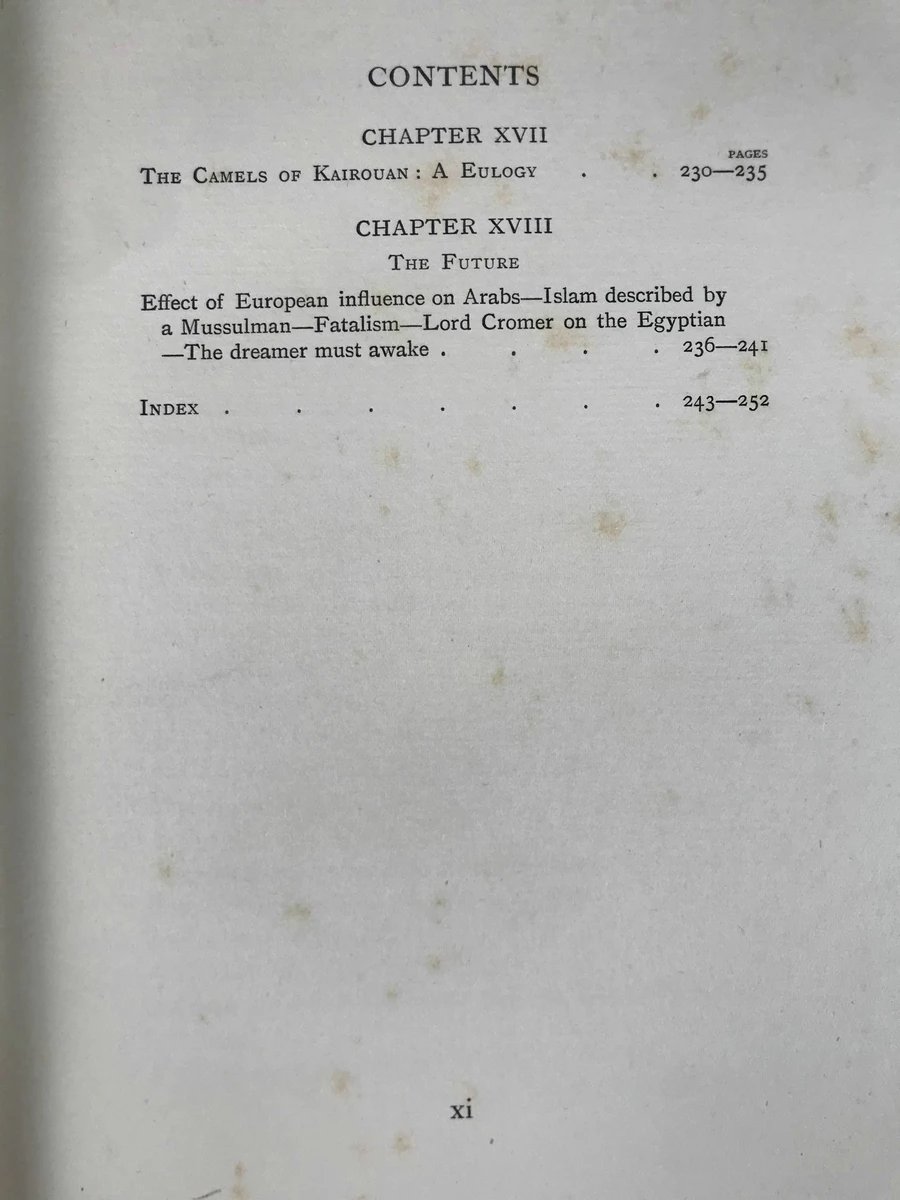 CONTENTS
CHAPTER XVII
PAGES
The Camels of Kairouan : A Eulogy . . 230—235
CHAPTER XVIII
The Future
Effect of European influence on Arabs—Islam described by
a Mussulman—Fatalism—Lord Cromer on the Egyptian
—The dreamer must awake . . . . 236—241
Index . . . . . . . 243—252
xi